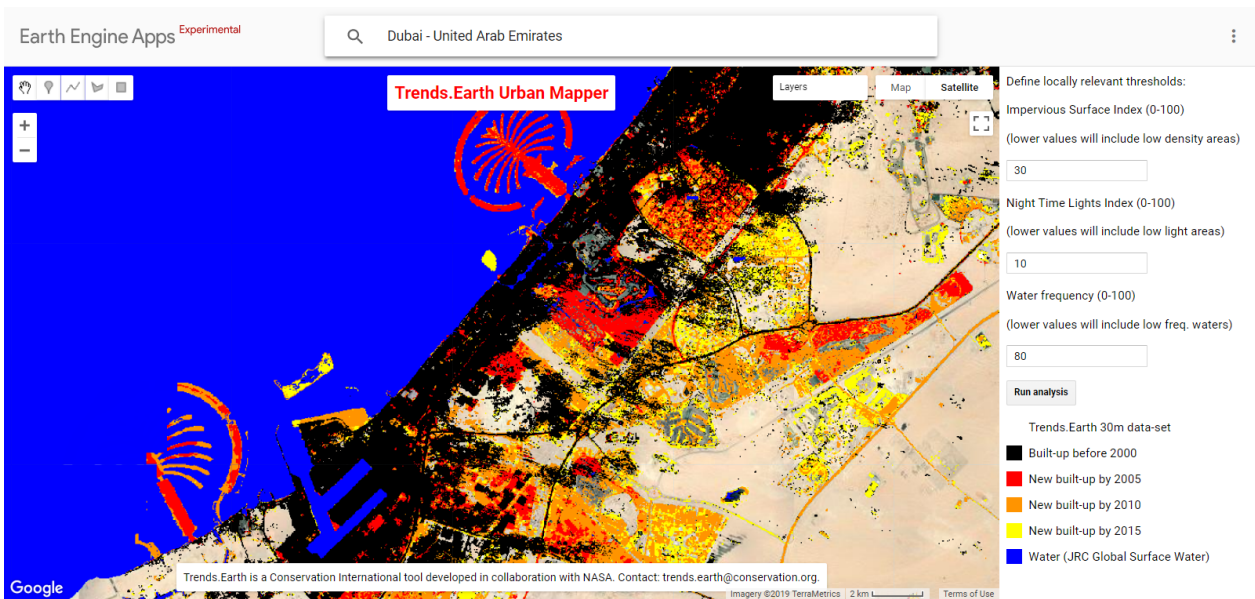 Earth Engine Apps Experimental
Dubai - United Arab Emirates
Trends.Earth Urban Mapper
Layers
Map
Satellite
+
−
Define locally relevant thresholds:
Impervious Surface Index (0-100)
(lower values will include low density areas)
30
Night Time Lights Index (0-100)
(lower values will include low light areas)
10
Water frequency (0-100)
(lower values will include low freq. waters)
80
Run analysis
Trends.Earth 30m data-set
Built-up before 2000
New built-up by 2005
New built-up by 2010
New built-up by 2015
Water (JRC Global Surface Water)
Trends.Earth is a Conservation International tool developed in collaboration with NASA. Contact: trends.earth@conservation.org.
Google
Imagery ©2019 TerraMetrics
2 km
Terms of Use